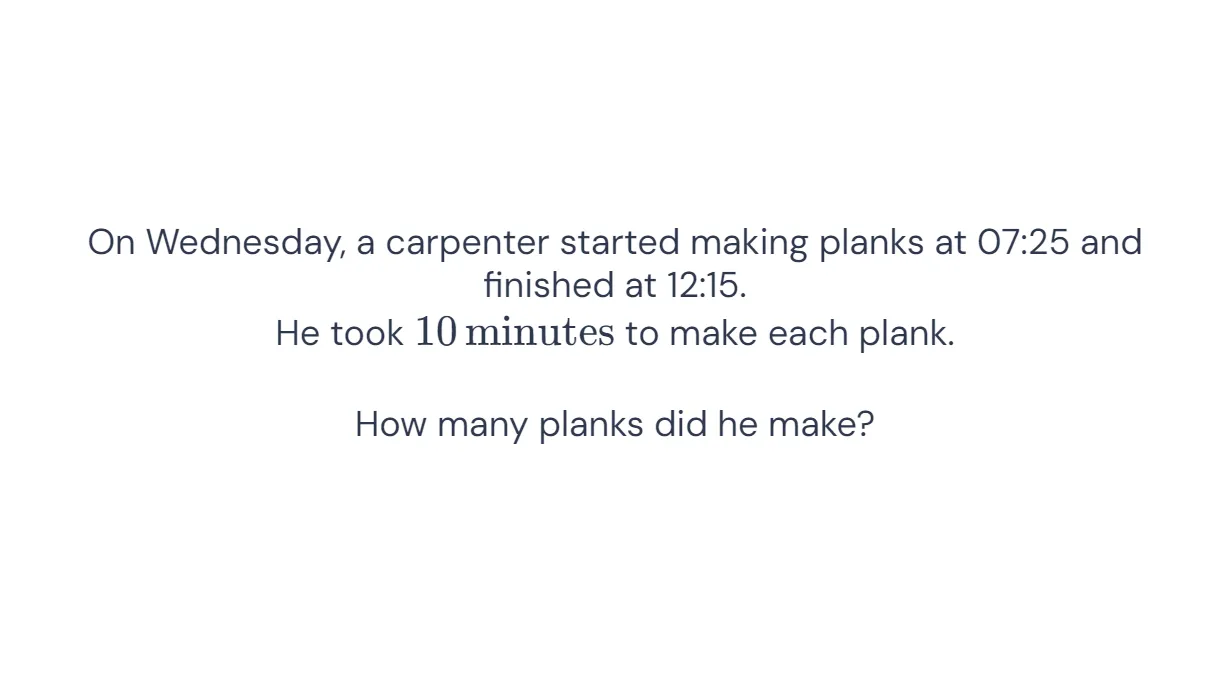 On Wednesday, a carpenter started making planks at 07:25 and
finished at 12:15.
He took 10 minutes to make each plank.
How many planks did he make?